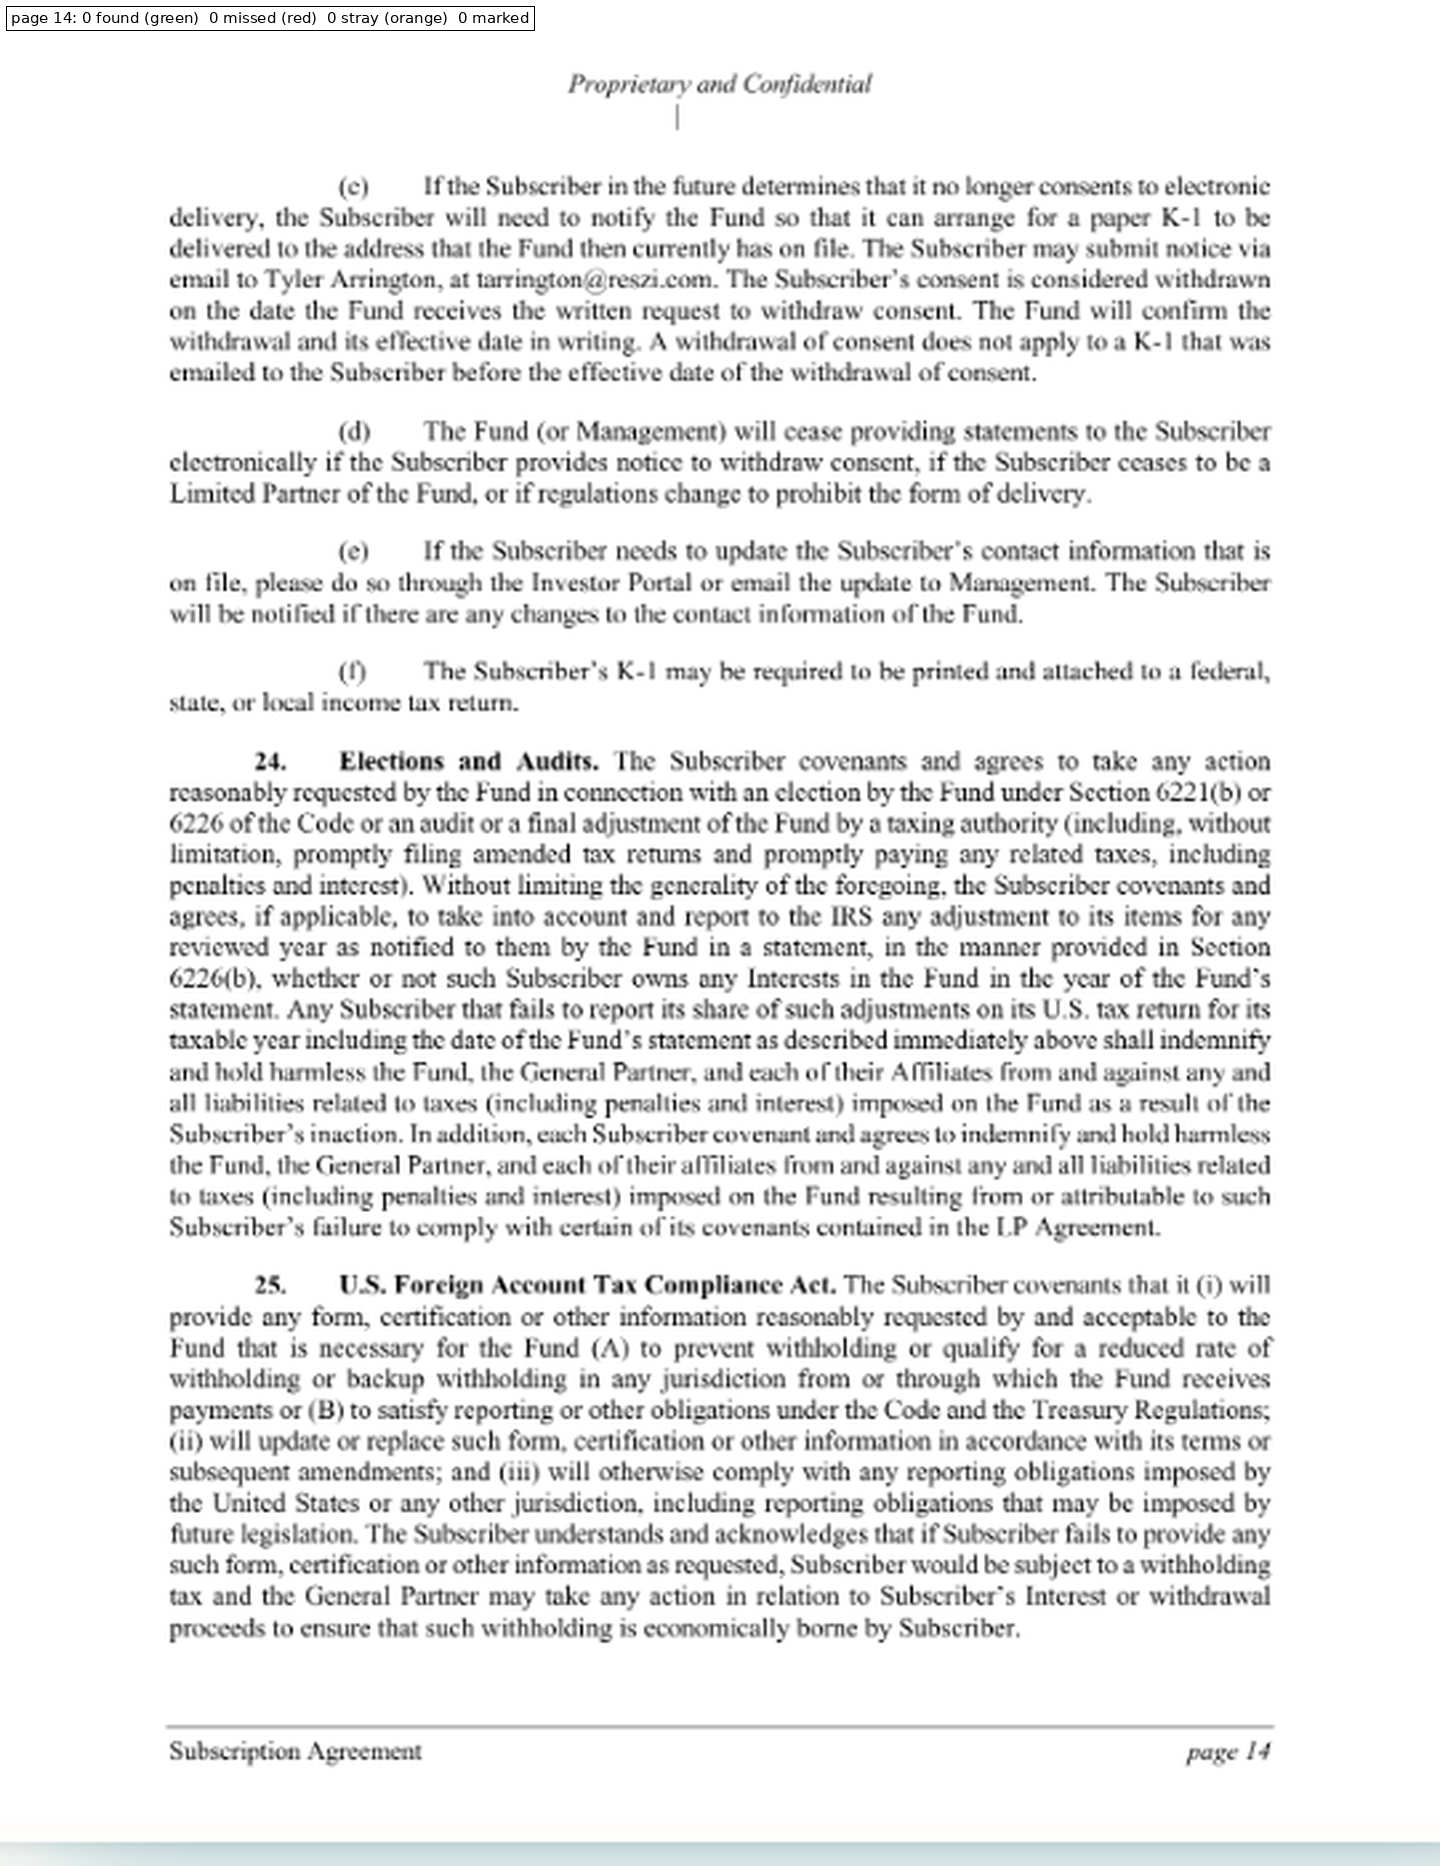 page 14: 0 found (green)  0 missed (red)  0 stray (orange)  0 marked
Proprietary and Confidential
(c) If the Subscriber in the future determines that it no longer consents to electronic
delivery, the Subscriber will need to notify the Fund so that it can arrange for a paper K-1 to be
delivered to the address that the Fund then currently has on file. The Subscriber may submit notice via
email to Tyler Arrington, at tarrington@reszi.com. The Subscriber's consent is considered withdrawn
on the date the Fund receives the written request to withdraw consent. The Fund will confirm the
withdrawal and its effective date in writing. A withdrawal of consent does not apply to a K-1 that was
emailed to the Subscriber before the effective date of the withdrawal of consent.
(d) The Fund (or Management) will cease providing statements to the Subscriber
electronically if the Subscriber provides notice to withdraw consent, if the Subscriber ceases to be a
Limited Partner of the Fund, or if regulations change to prohibit the form of delivery.
(e) If the Subscriber needs to update the Subscriber's contact information that is
on file, please do so through the Investor Portal or email the update to Management. The Subscriber
will be notified if there are any changes to the contact information of the Fund.
(f) The Subscriber's K-1 may be required to be printed and attached to a federal,
state, or local income tax return.
24. Elections and Audits. The Subscriber covenants and agrees to take any action
reasonably requested by the Fund in connection with an election by the Fund under Section 6221(b) or
6226 of the Code or an audit or a final adjustment of the Fund by a taxing authority (including, without
limitation, promptly filing amended tax returns and promptly paying any related taxes, including
penalties and interest). Without limiting the generality of the foregoing, the Subscriber covenants and
agrees, if applicable, to take into account and report to the IRS any adjustment to its items for any
reviewed year as notified to them by the Fund in a statement, in the manner provided in Section
6226(b), whether or not such Subscriber owns any Interests in the Fund in the year of the Fund's
statement. Any Subscriber that fails to report its share of such adjustments on its U.S. tax return for its
taxable year including the date of the Fund's statement as described immediately above shall indemnify
and hold harmless the Fund, the General Partner, and each of their Affiliates from and against any and
all liabilities related to taxes (including penalties and interest) imposed on the Fund as a result of the
Subscriber's inaction. In addition, each Subscriber covenant and agrees to indemnify and hold harmless
the Fund, the General Partner, and each of their affiliates from and against any and all liabilities related
to taxes (including penalties and interest) imposed on the Fund resulting from or attributable to such
Subscriber's failure to comply with certain of its covenants contained in the LP Agreement.
25. U.S. Foreign Account Tax Compliance Act. The Subscriber covenants that it (i) will
provide any form, certification or other information reasonably requested by and acceptable to the
Fund that is necessary for the Fund (A) to prevent withholding or qualify for a reduced rate of
withholding or backup withholding in any jurisdiction from or through which the Fund receives
payments or (B) to satisfy reporting or other obligations under the Code and the Treasury Regulations;
(ii) will update or replace such form, certification or other information in accordance with its terms or
subsequent amendments; and (iii) will otherwise comply with any reporting obligations imposed by
the United States or any other jurisdiction, including reporting obligations that may be imposed by
future legislation. The Subscriber understands and acknowledges that if Subscriber fails to provide any
such form, certification or other information as requested, Subscriber would be subject to a withholding
tax and the General Partner may take any action in relation to Subscriber's Interest or withdrawal
proceeds to ensure that such withholding is economically borne by Subscriber.
Subscription Agreement page 14